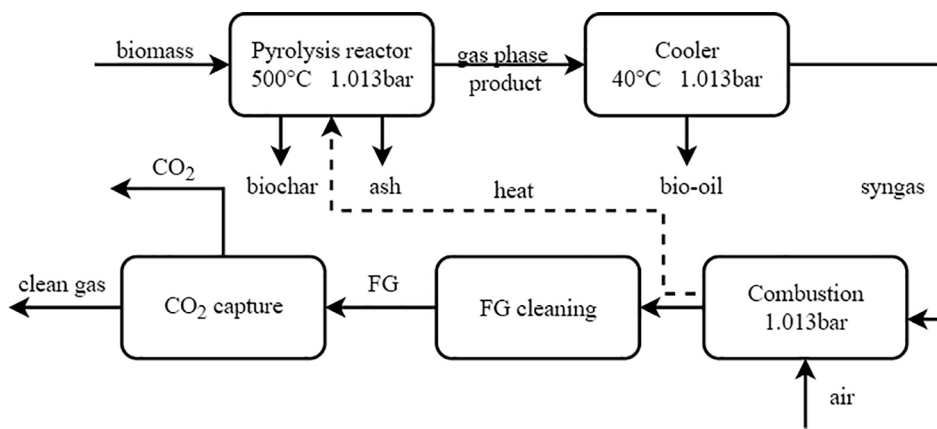 biomass
Pyrolysis reactor
500°C 1.013bar
gas phase
product
Cooler
40°C 1.013bar
biochar
ash
bio-oil
CO₂
heat
syngas
clean gas
CO₂ capture
FG
FG cleaning
Combustion
1.013bar
air